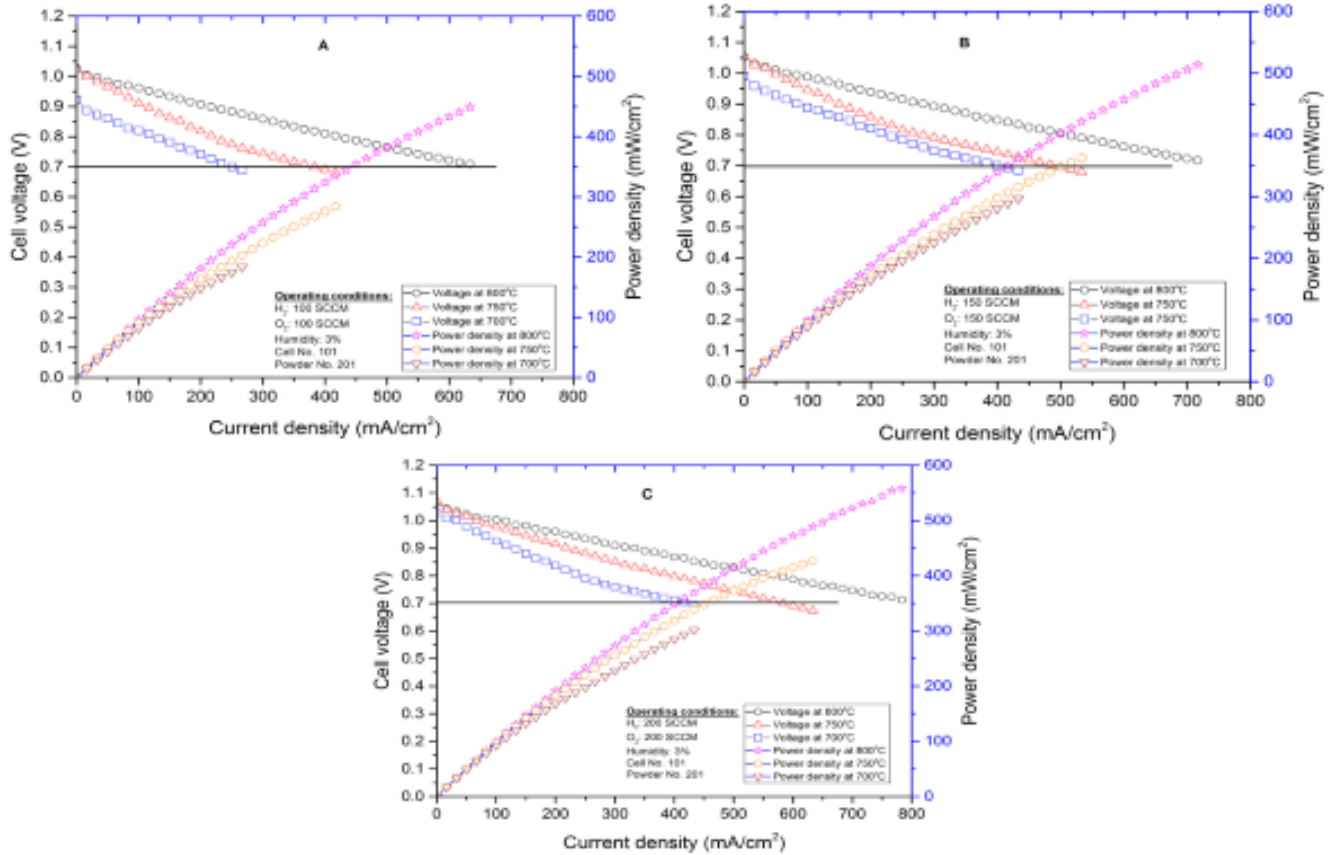 A
Cell voltage (V)
Power density (mW/cm²)
1.2
1.1
1.0
0.9
0.8
0.7
0.6
0.5
0.4
0.3
0.2
0.1
0.0
600
500
400
300
200
100
0
0 100 200 300 400 500 600 700 800
Current density (mA/cm²)
Operating conditions:
H₂: 100 SCCM
O₂: 100 SCCM
Humidity: 3%
Cell No. 101
Powder No. 201
Voltage at 800°C
Voltage at 750°C
Voltage at 700°C
Power density at 800°C
Power density at 750°C
Power density at 700°C
B
Cell voltage (V)
Power density (mW/cm²)
1.2
1.1
1.0
0.9
0.8
0.7
0.6
0.5
0.4
0.3
0.2
0.1
0.0
600
500
400
300
200
100
0
0 100 200 300 400 500 600 700 800
Current density (mA/cm²)
Operating conditions:
H₂: 150 SCCM
O₂: 150 SCCM
Humidity: 3%
Cell No. 101
Powder No. 201
Voltage at 800°C
Voltage at 750°C
Voltage at 750°C
Power density at 800°C
Power density at 750°C
Power density at 700°C
C
Cell voltage (V)
Power density (mW/cm²)
1.2
1.1
1.0
0.9
0.8
0.7
0.6
0.5
0.4
0.3
0.2
0.1
0.0
600
500
400
300
200
100
0
0 100 200 300 400 500 600 700 800
Current density (mA/cm²)
Operating conditions:
H₂: 200 SCCM
O₂: 200 SCCM
Humidity: 3%
Cell No. 101
Powder No. 201
Voltage at 800°C
Voltage at 750°C
Voltage at 700°C
Power density at 800°C
Power density at 750°C
Power density at 700°C